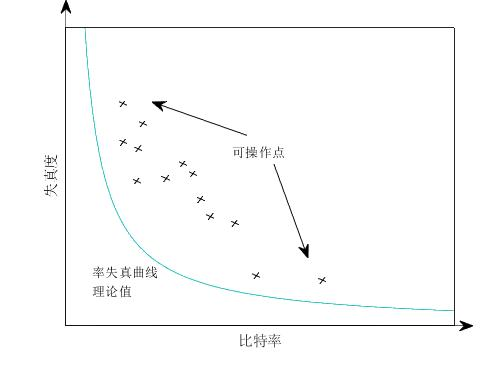 可操作点
失真度
率失真曲线
理论值
比特率